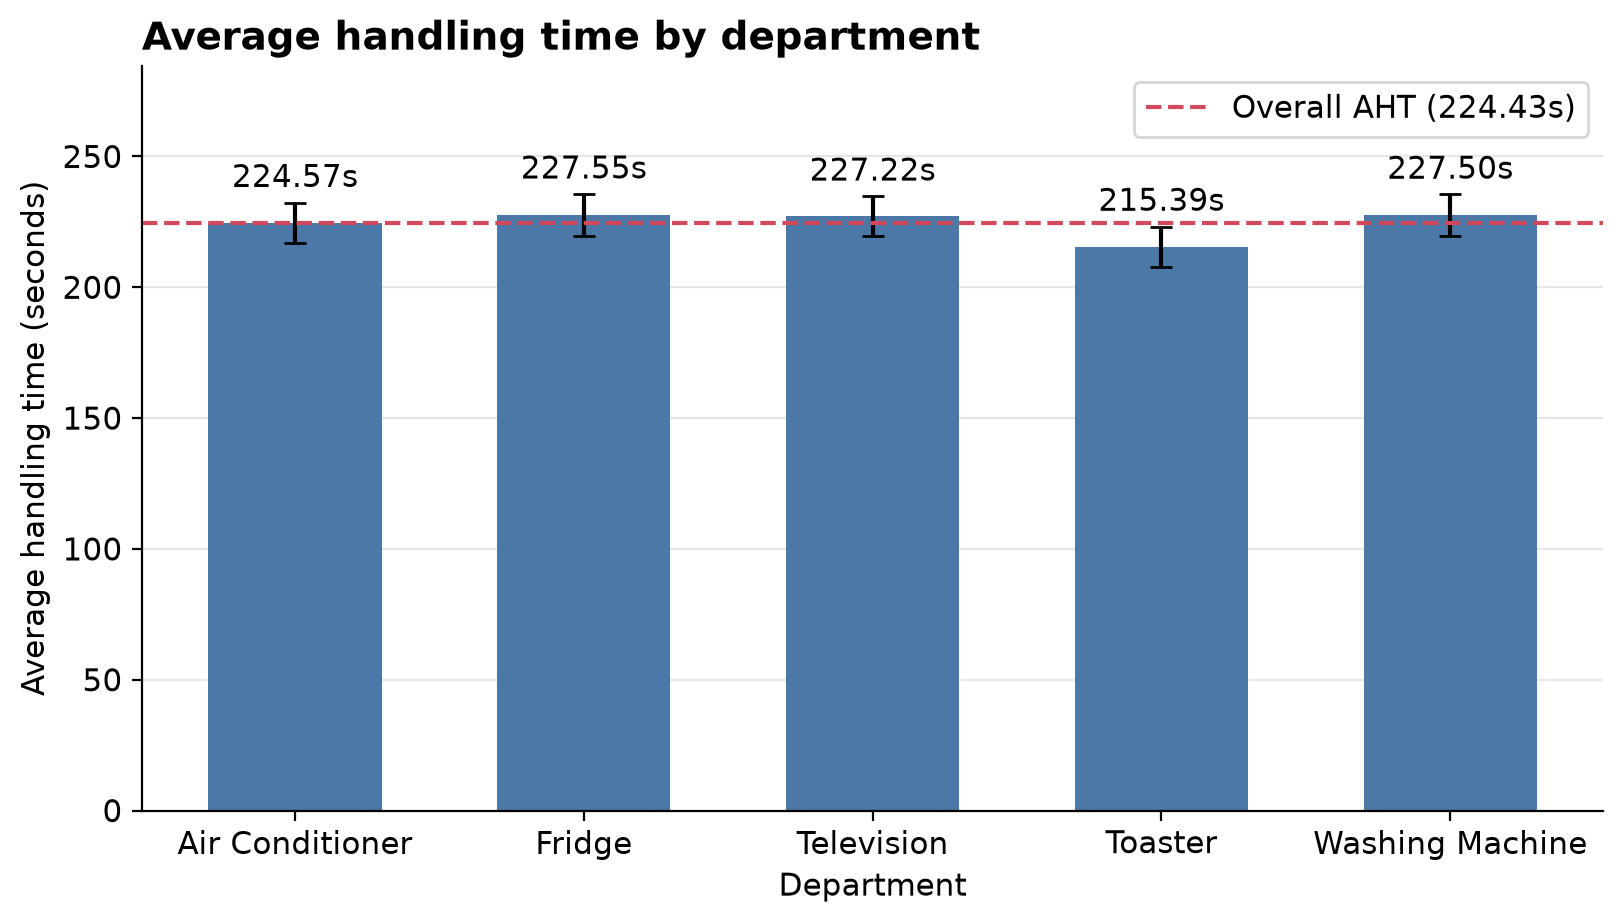 Average handling time by department
Overall AHT (224.43s)
Average handling time (seconds)
250
200
150
100
50
0
224.57s
227.55s
227.22s
215.39s
227.50s
Air Conditioner
Fridge
Television
Toaster
Washing Machine
Department